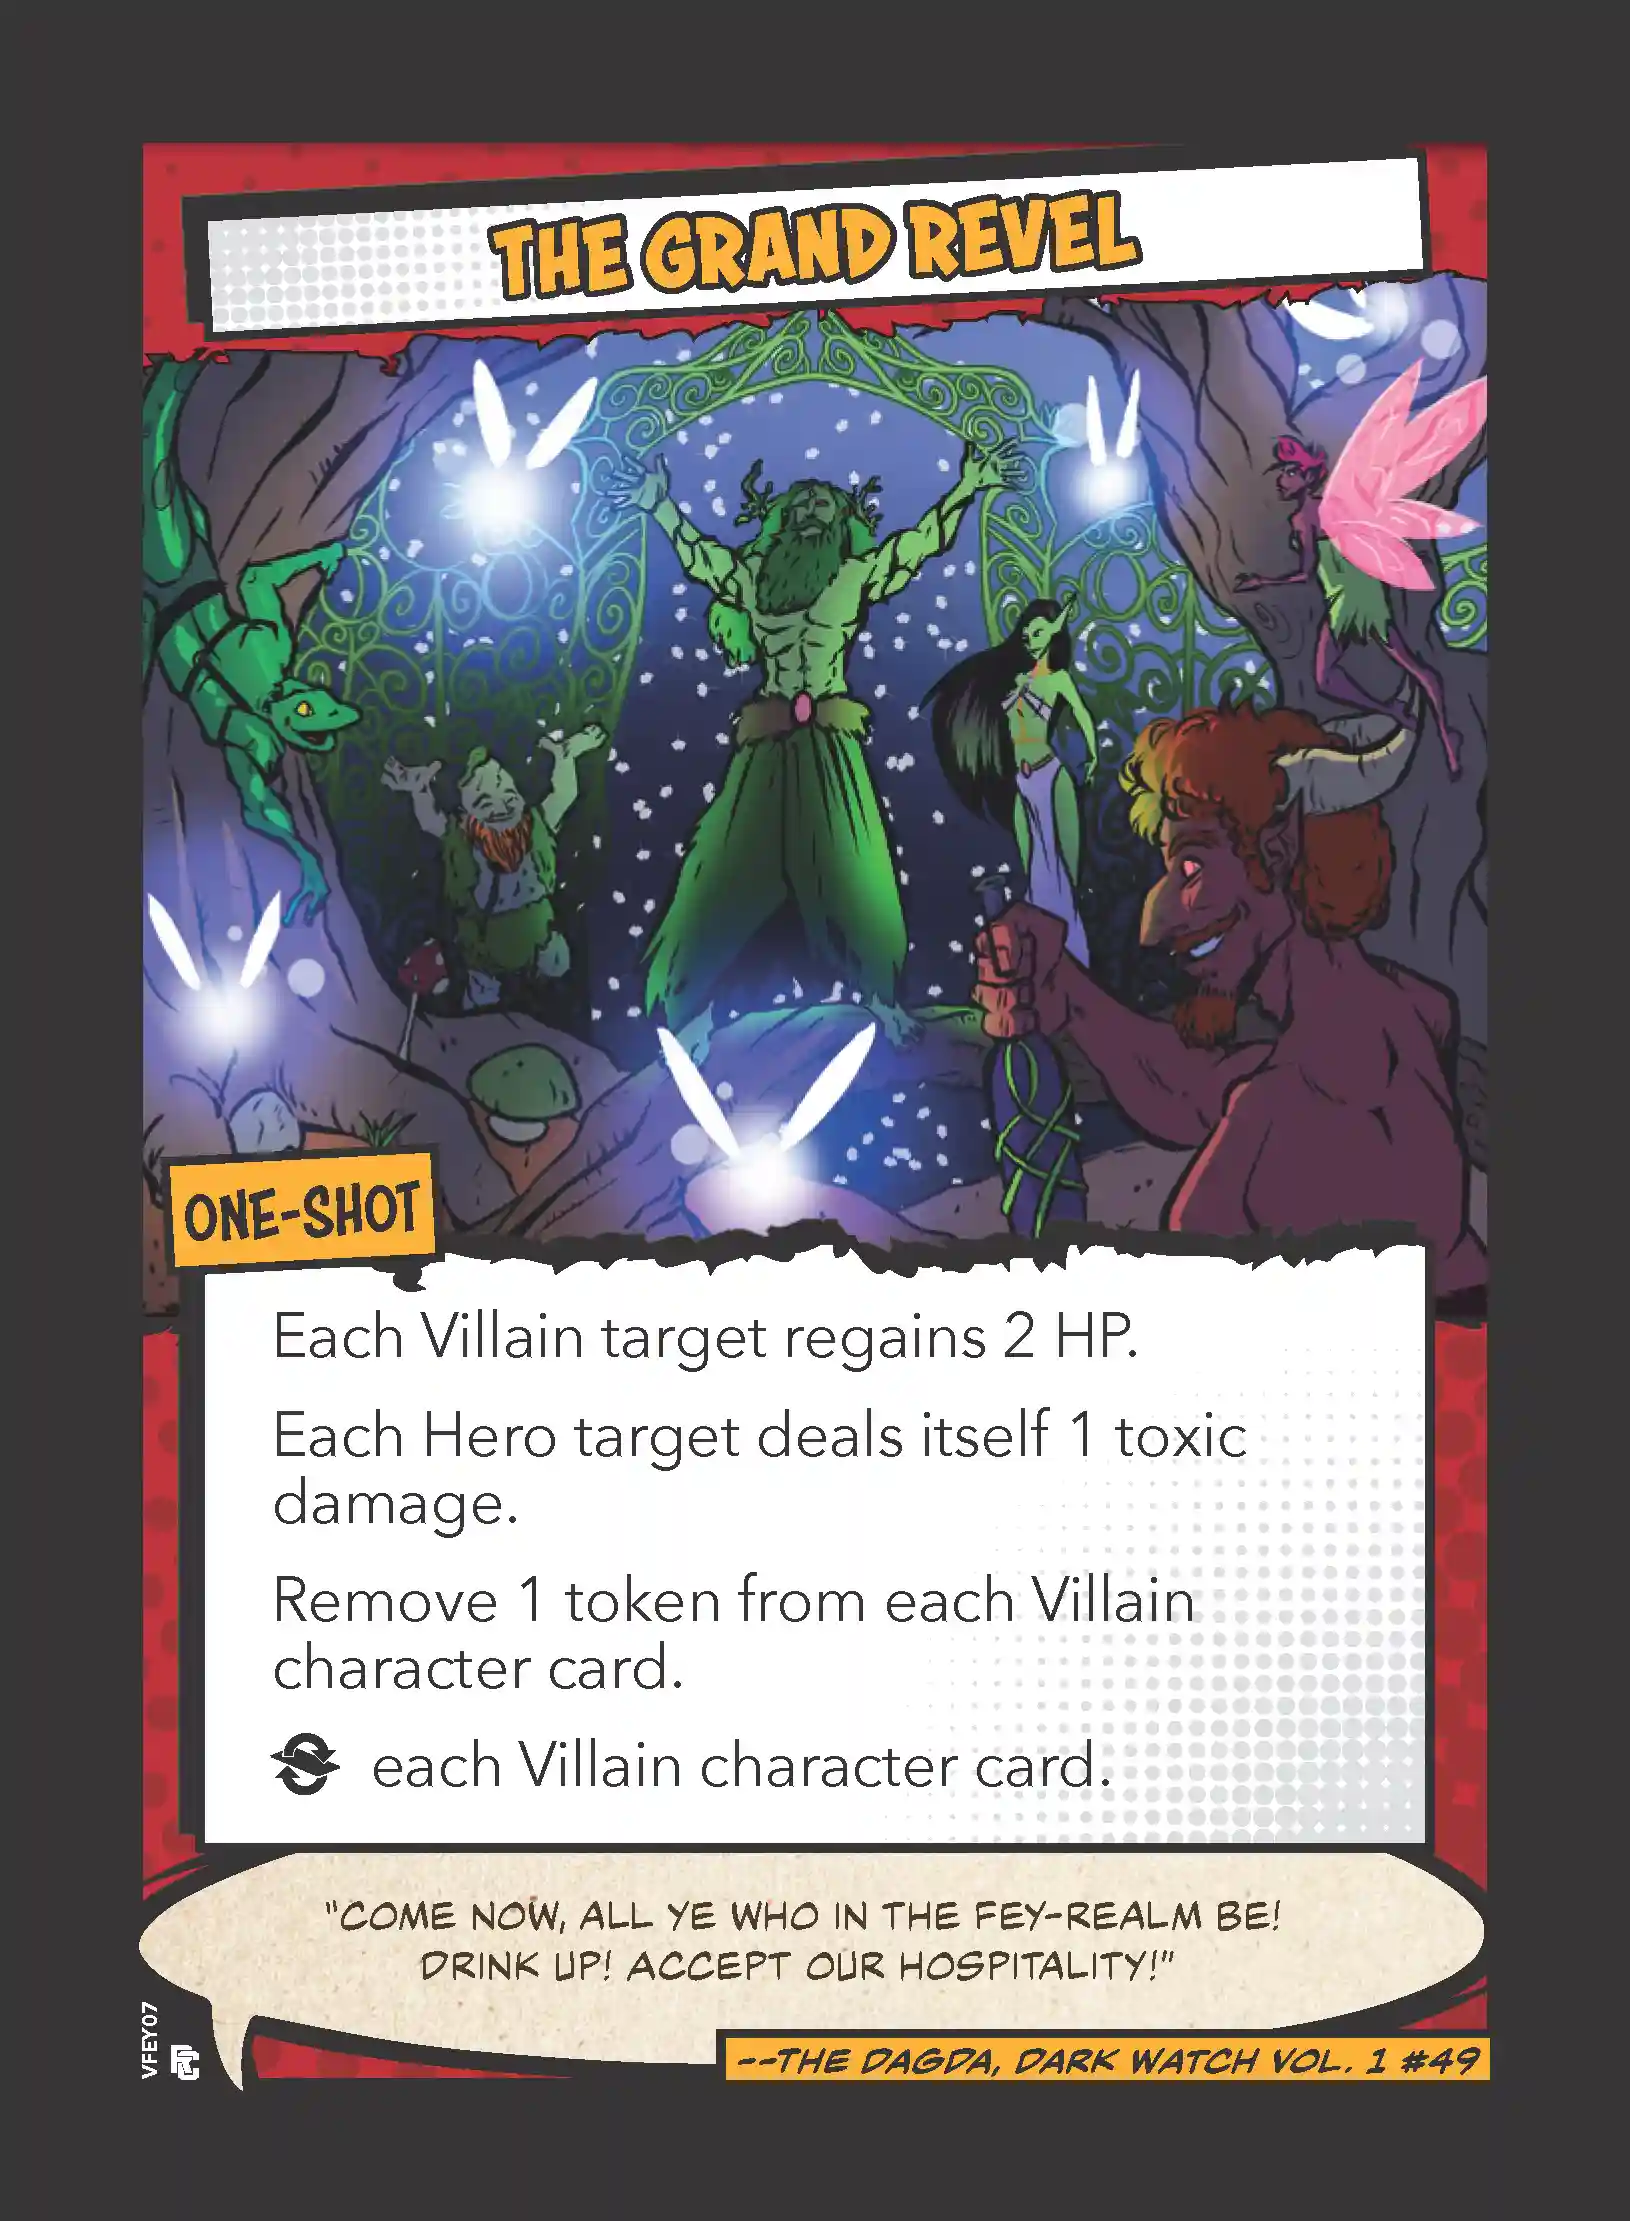 THE GRAND REVEL
ONE-SHOT
Each Villain target regains 2 HP.
Each Hero target deals itself 1 toxic
damage.
Remove 1 token from each Villain
character card.
each Villain character card.
"COME NOW, ALL YE WHO IN THE FEY-REALM BE!
DRINK UP! ACCEPT OUR HOSPITALITY!"
--THE DAGDA, DARK WATCH VOL. 1 #49
VFEY07